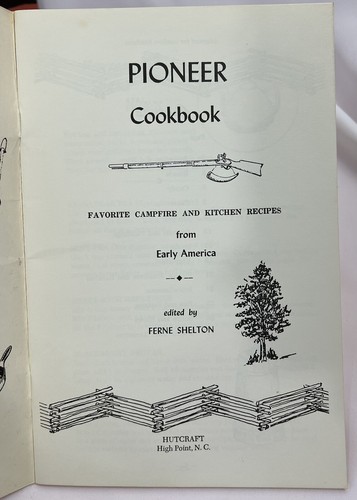 PIONEER
Cookbook
FAVORITE CAMPFIRE AND KITCHEN RECIPES
from
Early America
edited by
FERNE SHELTON
HUTCRAFT
High Point, N. C.